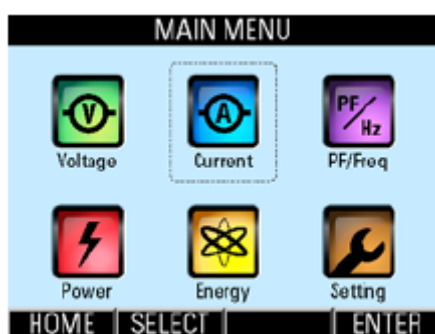 MAIN MENU
V A PF/Hz
Voltage Current PF/Freq
Power Energy Setting
HOME SELECT ENTER